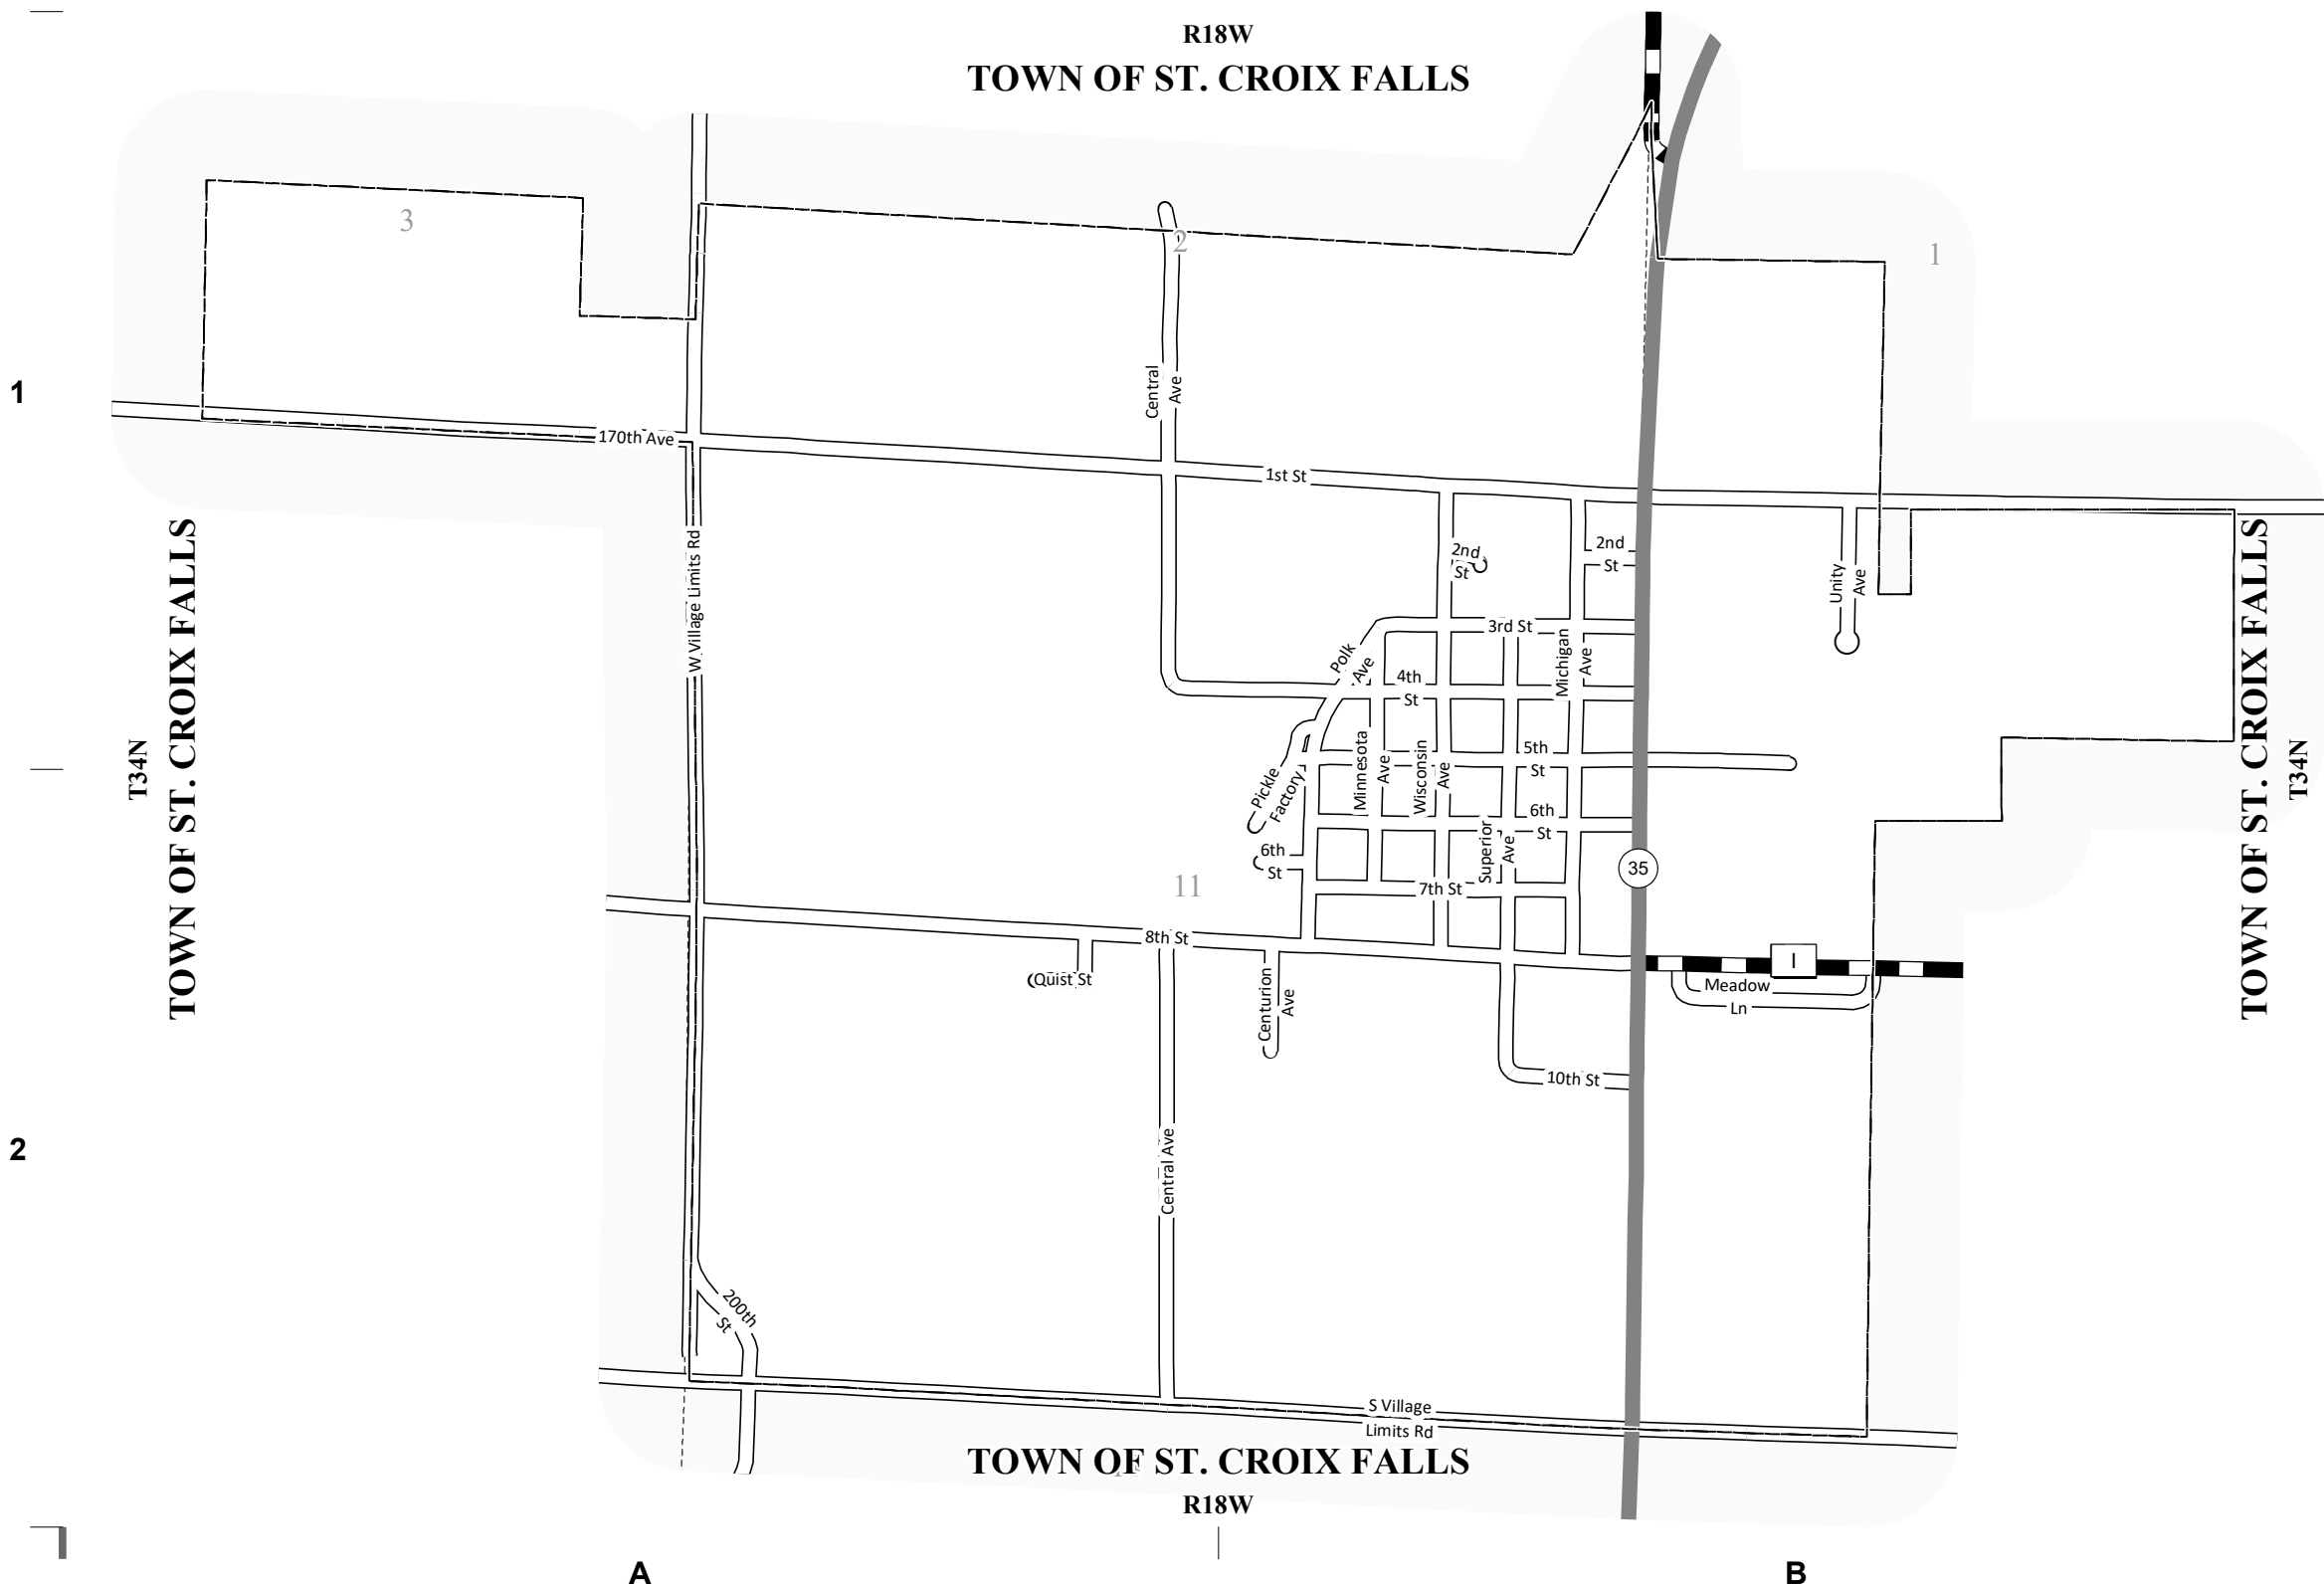 R18W
TOWN OF ST. CROIX FALLS
3
2
1
1
Central
Ave
170th Ave
1st St
W Village Limits Rd
2nd
St
2nd
St
Unity
Ave
3rd St
Polk
Ave
Michigan
Ave
4th
St
TOWN OF ST. CROIX FALLS
T34N
TOWN OF ST. CROIX FALLS
T34N
Pickle
Factory
Minnesota
Ave
Wisconsin
Ave
5th
St
6th
St
Superior
Ave
6th
St
35
11
7th St
8th St
Quist St
Centurion
Ave
I
Meadow
Ln
10th St
2
Central Ave
200th
St
S Village
Limits Rd
TOWN OF ST. CROIX FALLS
R18W
A
B